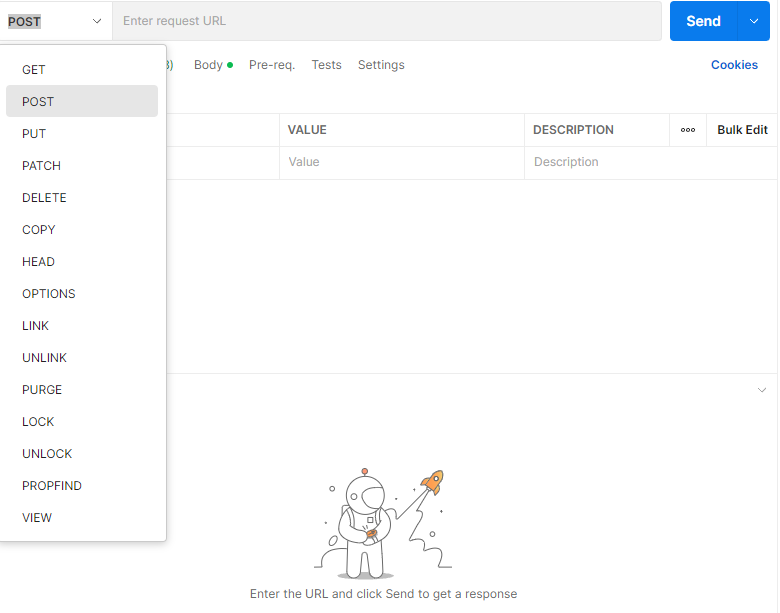 POST Enter request URL Send
3) Body Pre-req. Tests Settings Cookies
GET
POST
PUT
PATCH
DELETE
COPY
HEAD
OPTIONS
LINK
UNLINK
PURGE
LOCK
UNLOCK
PROPFIND
VIEW
VALUE DESCRIPTION Bulk Edit
Value Description
Enter the URL and click Send to get a response